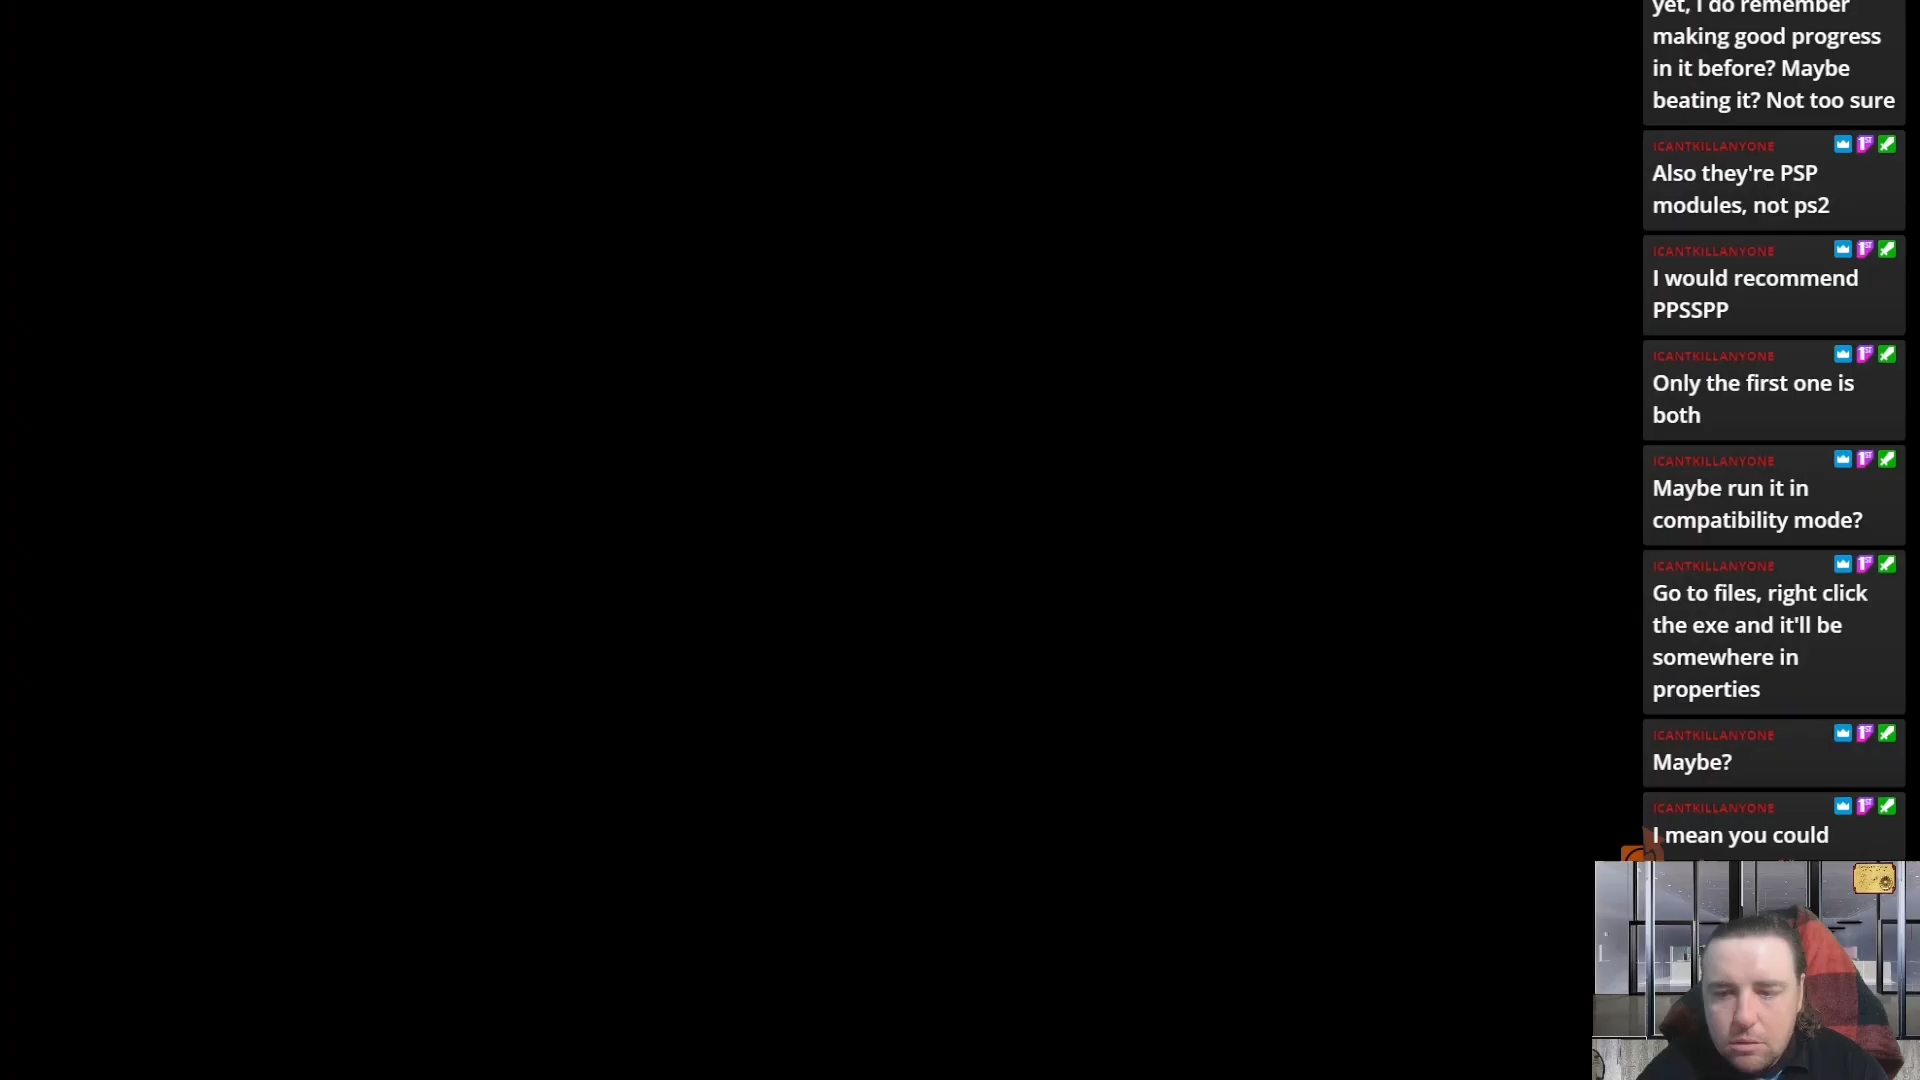 yet, I do remember
making good progress
in it before? Maybe
beating it? Not too sure
ICANTKILLANYONE
Also they're PSP
modules, not ps2
ICANTKILLANYONE
I would recommend
PPSSPP
ICANTKILLANYONE
Only the first one is
both
ICANTKILLANYONE
Maybe run it in
compatibility mode?
ICANTKILLANYONE
Go to files, right click
the exe and it'll be
somewhere in
properties
ICANTKILLANYONE
Maybe?
ICANTKILLANYONE
I mean you could